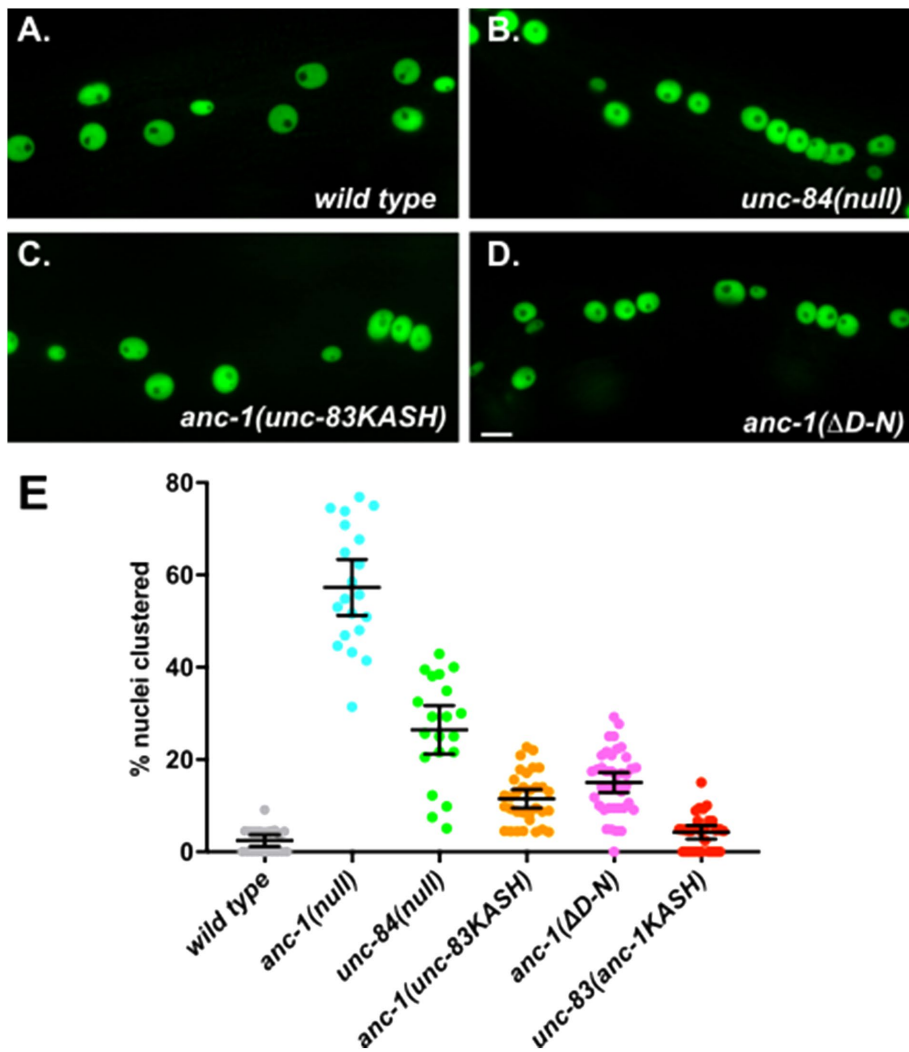 A.
wild type
B.
unc-84(null)
C.
anc-1(unc-83KASH)
D.
anc-1(ΔD-N)
E
% nuclei clustered
80
60
40
20
0
wild type
anc-1(null)
unc-84(null)
anc-1(unc-83KASH)
anc-1(ΔD-N)
unc-83(anc-1KASH)